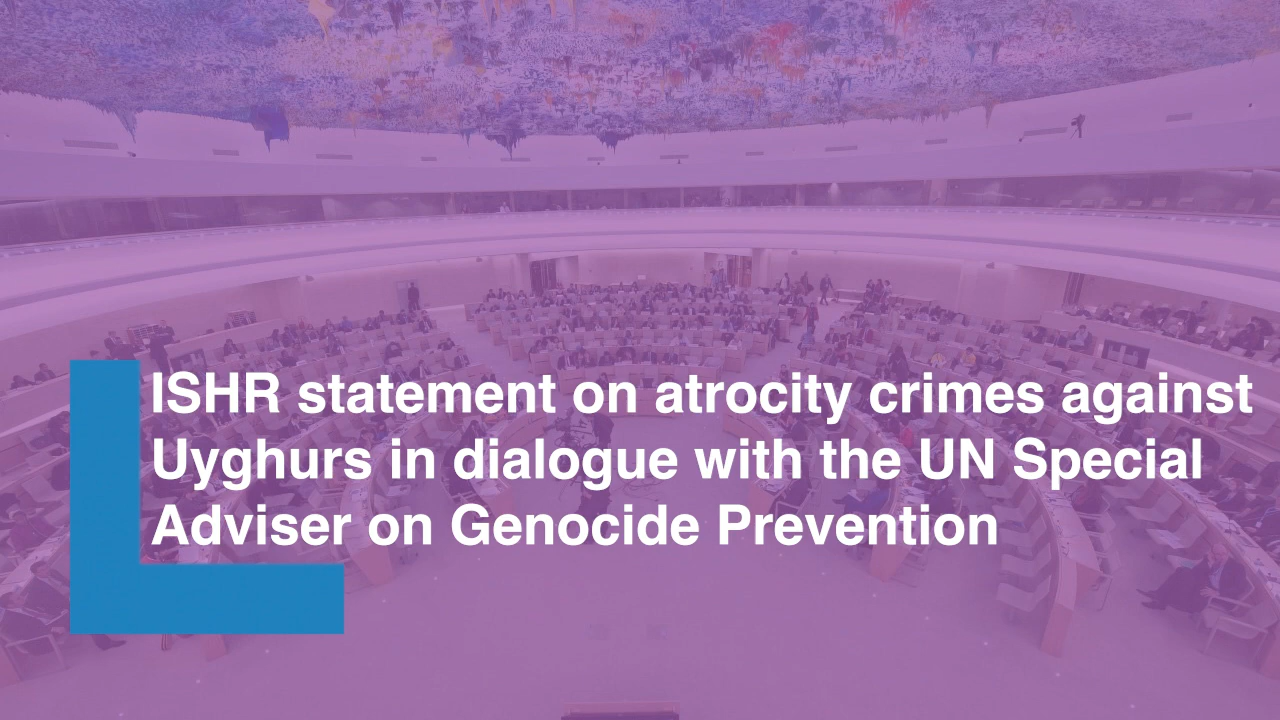 ISHR statement on atrocity crimes against
Uyghurs in dialogue with the UN Special
Adviser on Genocide Prevention